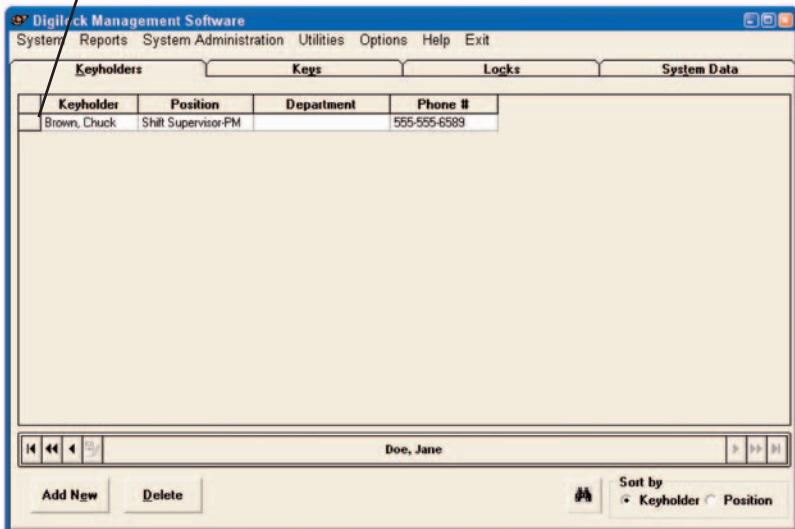 Digilock Management Software
System Reports System Administration Utilities Options Help Exit
Keyholders Keys Locks System Data
Keyholder Position Department Phone #
Brown, Chuck Shift Supervisor-PM 555-555-6589
Doe, Jane
Add New Delete
Sort by
Keyholder Position